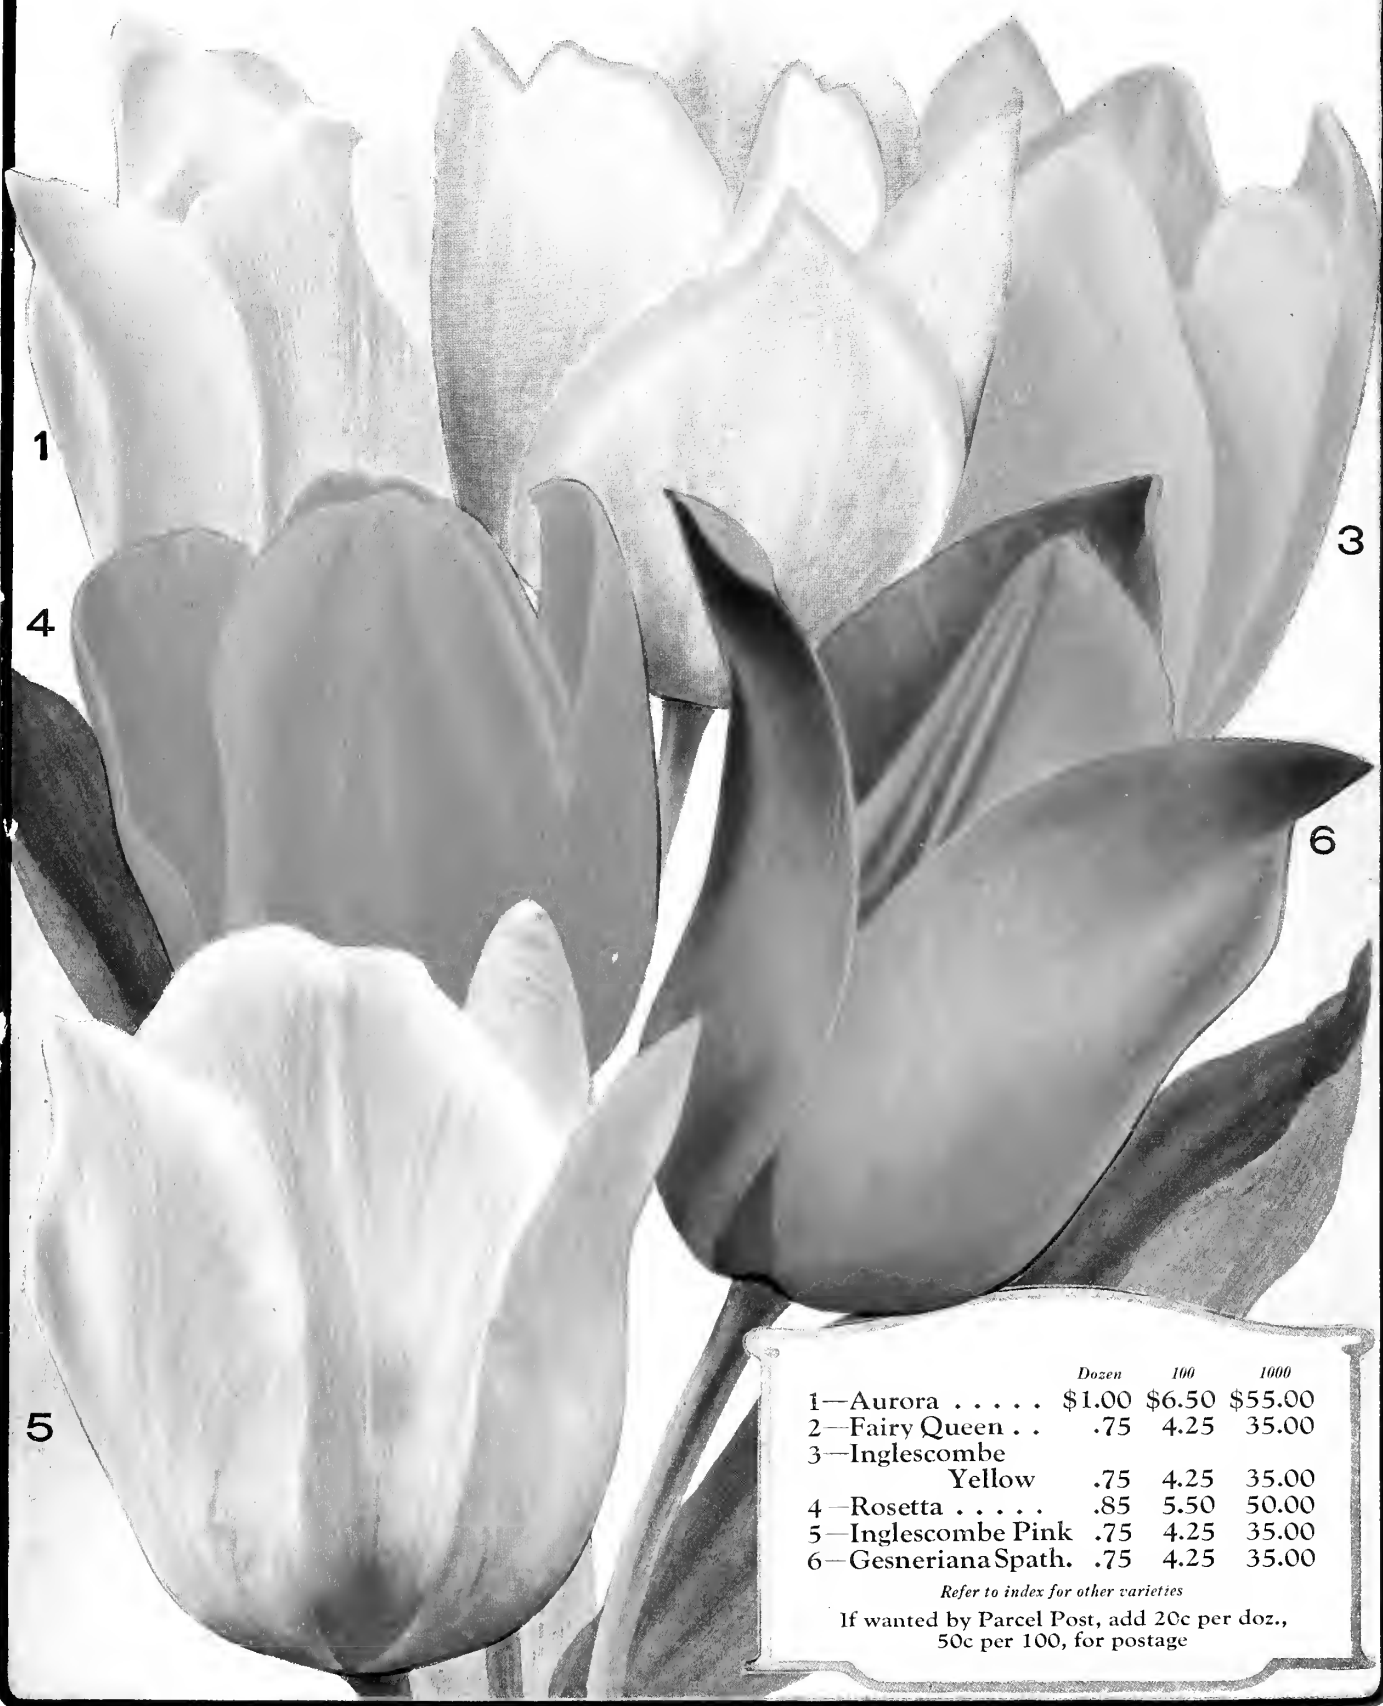 1
3
4
6
5
Dozen 100 1000
1—Aurora . . . . . $1.00 $6.50 $55.00
2—Fairy Queen . . .75 4.25 35.00
3—Inglescombe
Yellow .75 4.25 35.00
4—Rosetta . . . . . .85 5.50 50.00
5—Inglescombe Pink .75 4.25 35.00
6—Gesneriana Spath. .75 4.25 35.00
Refer to index for other varieties
If wanted by Parcel Post, add 20c per doz.,
50c per 100, for postage